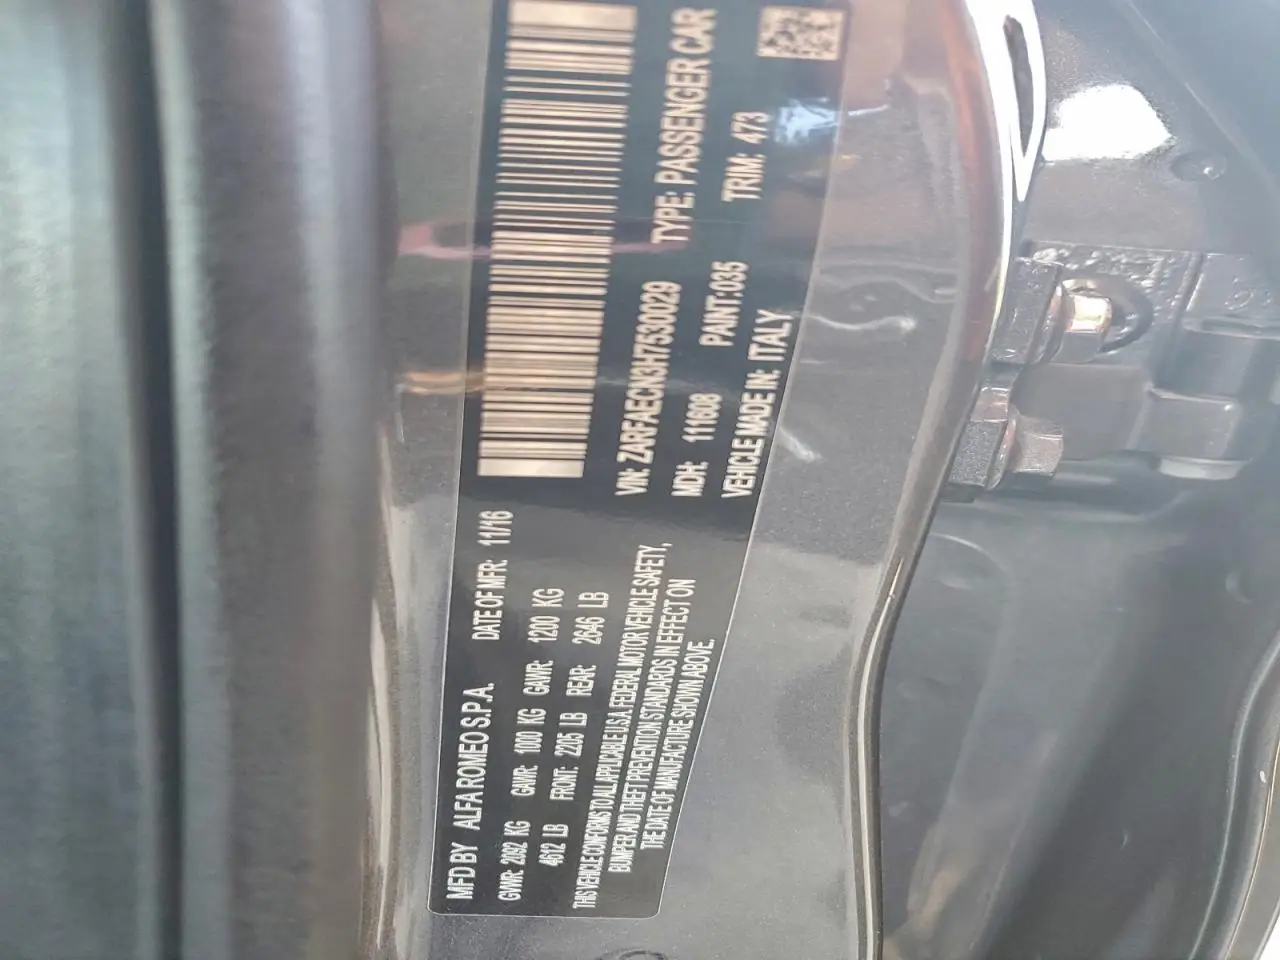 MFD BY ALFA ROMEO S.P.A. DATE OF MFR: 11/16
GVWR: 2092 KG GAWR: 1000 KG GAWR: 1200 KG
4612 LB FRONT: 2205 LB REAR: 2646 LB
THIS VEHICLE CONFORMS TO ALL APPLICABLE U.S.A. FEDERAL MOTOR VEHICLE SAFETY,
BUMPER AND THEFT PREVENTION STANDARDS IN EFFECT ON
THE DATE OF MANUFACTURE SHOWN ABOVE.
VIN: ZARFAECN3H7530029 TYPE: PASSENGER CAR
MDH: 111608 PAINT:035 TRIM: 473
VEHICLE MADE IN: ITALY